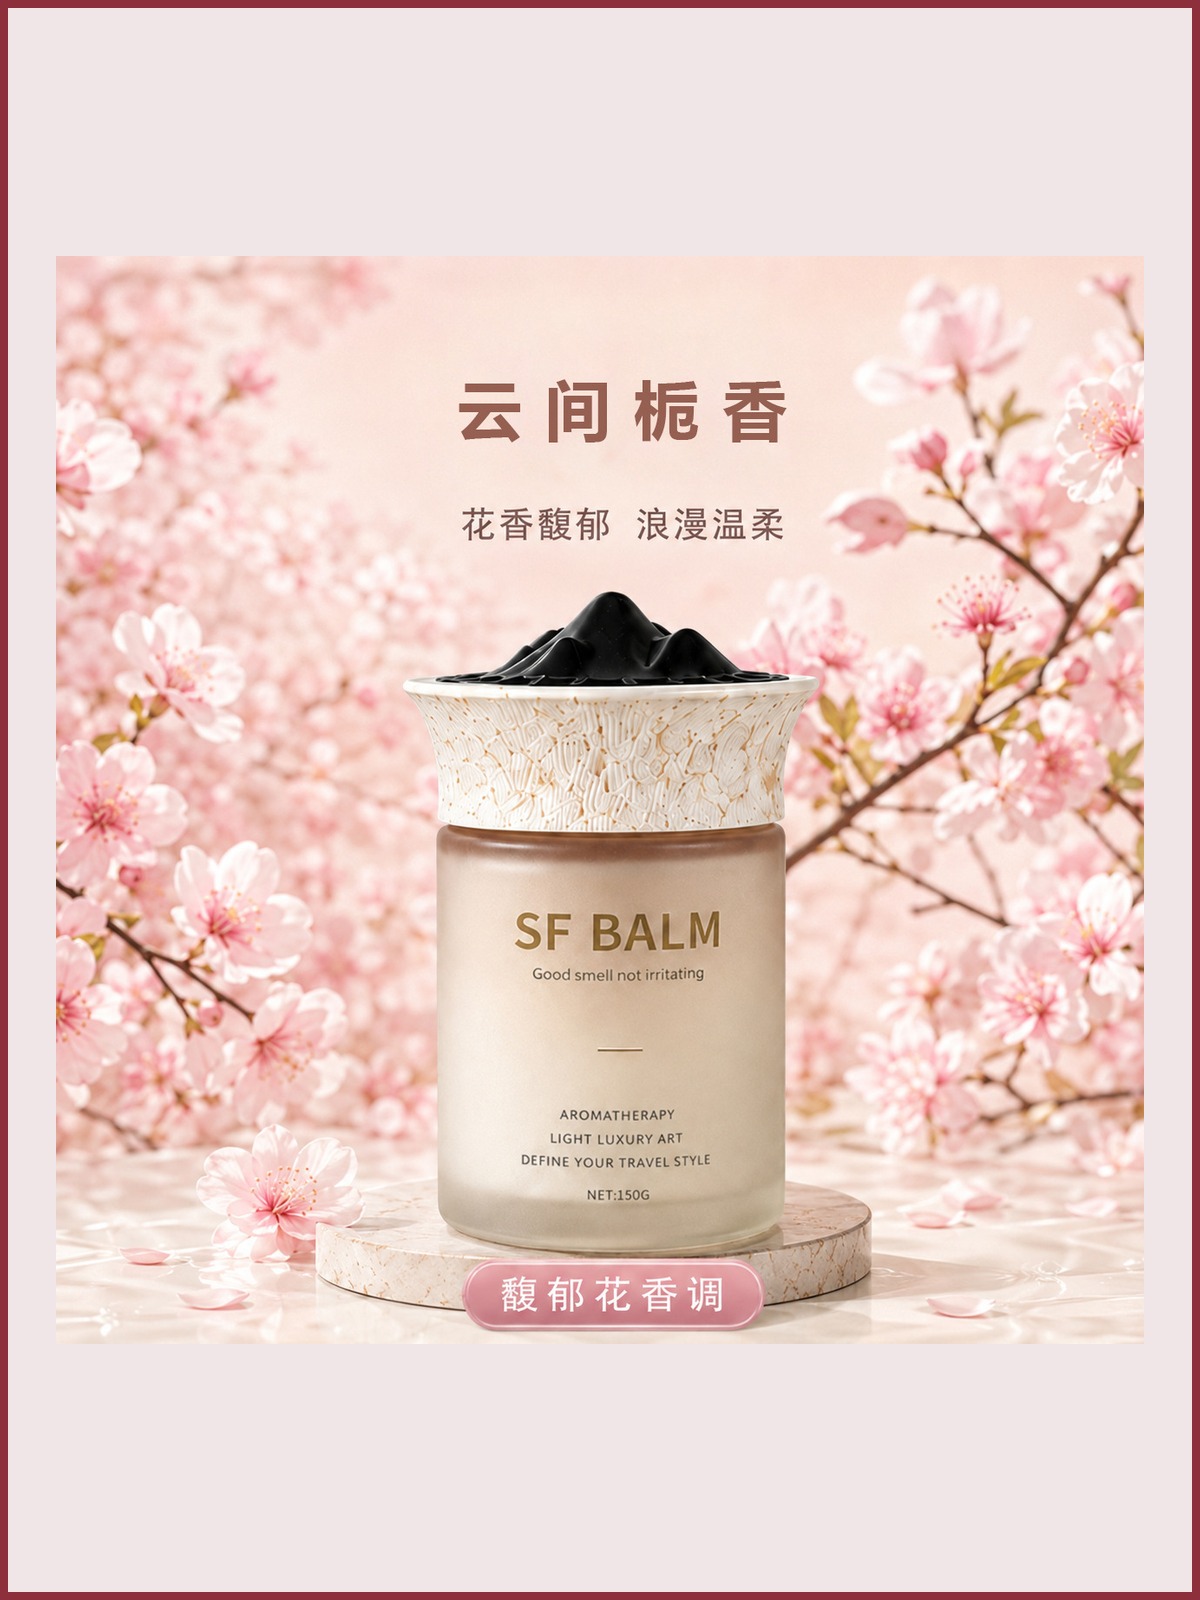 云间栀香
花香馥郁 浪漫温柔
SF BALM
Good smell not irritating
AROMATHERAPY
LIGHT LUXURY ART
DEFINE YOUR TRAVEL STYLE
NET:150G
馥郁花香调